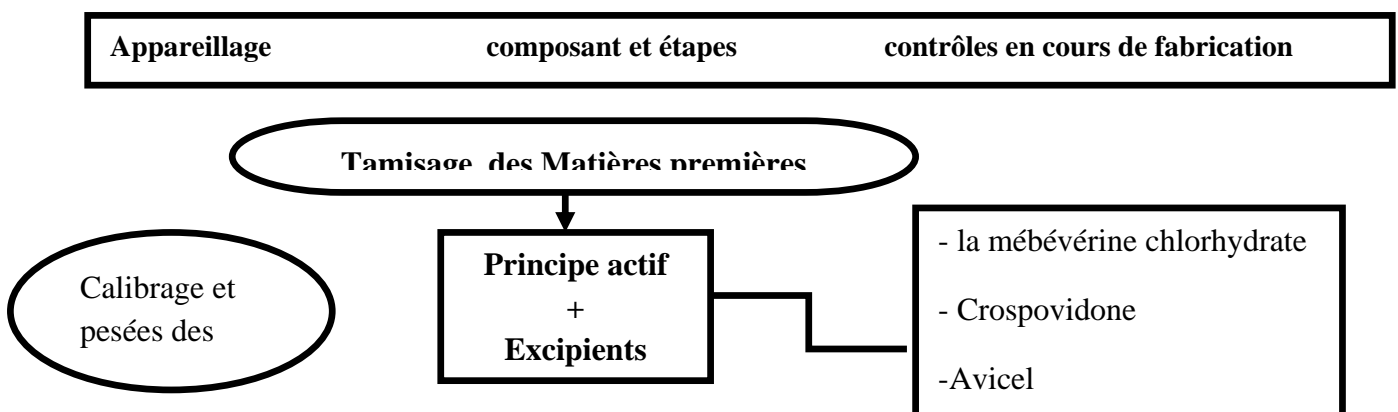 Appareillage composant et étapes contrôles en cours de fabrication
Tamisage des Matières premières
Calibrage et
pesées des
Principe actif
+
Excipients
- la mébévérine chlorhydrate
- Crospovidone
-Avicel